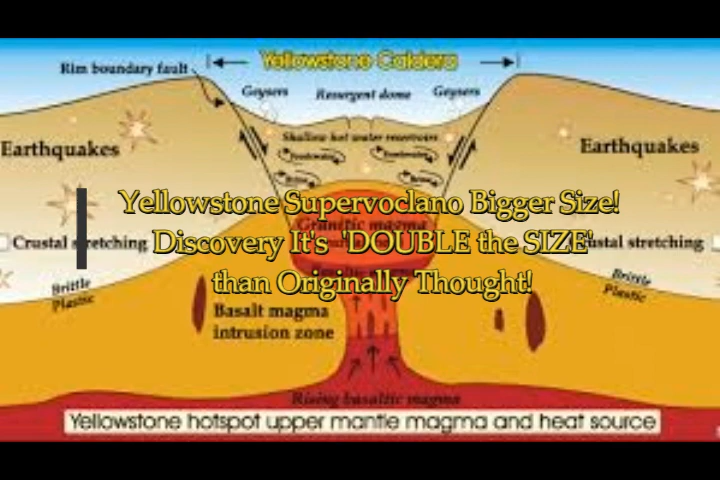 Yellowstone Caldera
Rim boundary fault
Geysers
Resurgent dome
Geysers
Shallow hot water reservoirs
Earthquakes
Earthquakes
Yellowstone Supervoclano Bigger Size!
Granitic magma
Discovery It's 'DOUBLE the SIZE'
than Originally Thought!
Crustal stretching
Crustal stretching
Brittle
Plastic
Brittle
Plastic
Basalt magma
intrusion zone
Rising basaltic magma
Yellowstone hotspot upper mantle magma and heat source